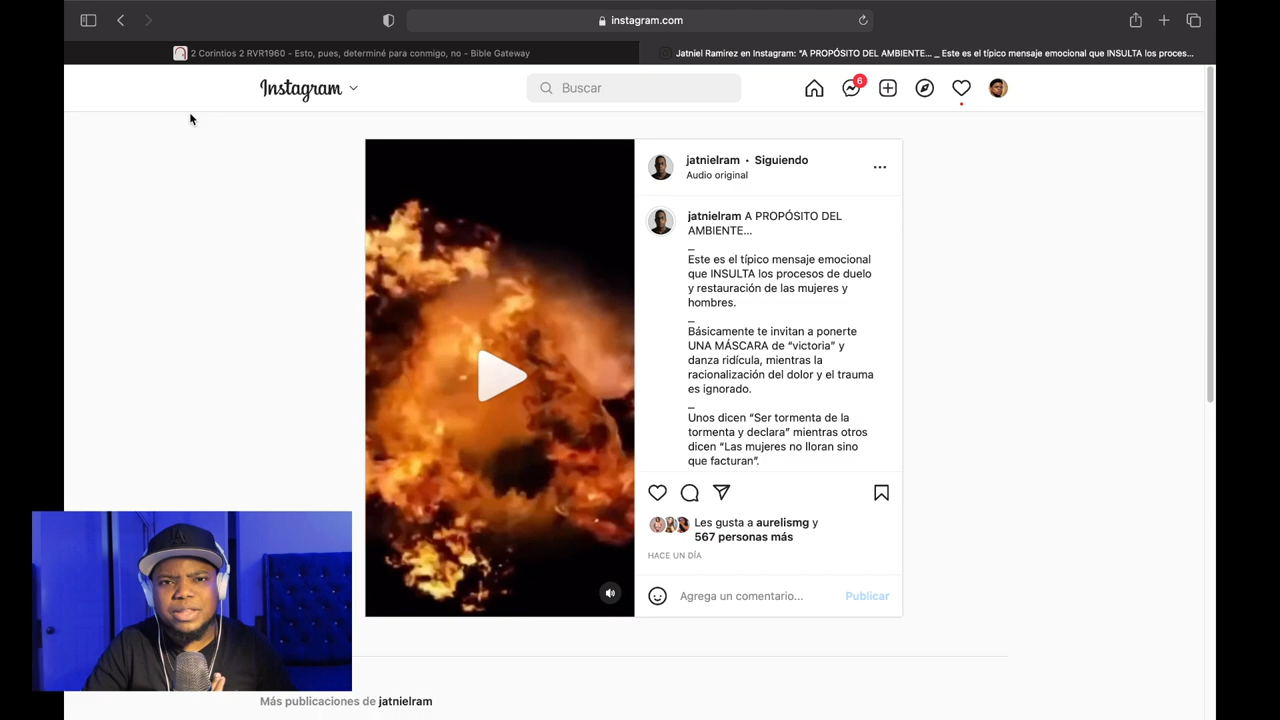 instagram.com
2 Corintios 2 RVR1960 - Esto, pues, determiné para conmigo, no - Bible Gateway
Jatniel Ramirez en Instagram: "A PROPÓSITO DEL AMBIENTE... _ Este es el típico mensaje emocional que INSULTA los proces...
Instagram
Buscar
6
jatnielram • Siguiendo
Audio original
jatnielram A PROPÓSITO DEL
AMBIENTE...
_
Este es el típico mensaje emocional
que INSULTA los procesos de duelo
y restauración de las mujeres y
hombres.
_
Básicamente te invitan a ponerte
UNA MÁSCARA de “victoria” y
danza ridícula, mientras la
racionalización del dolor y el trauma
es ignorado.
_
Unos dicen “Ser tormenta de la
tormenta y declara” mientras otros
dicen “Las mujeres no lloran sino
que facturan”.
Les gusta a aurelismg y
567 personas más
HACE UN DÍA
Agrega un comentario...
Publicar
Más publicaciones de jatnielram